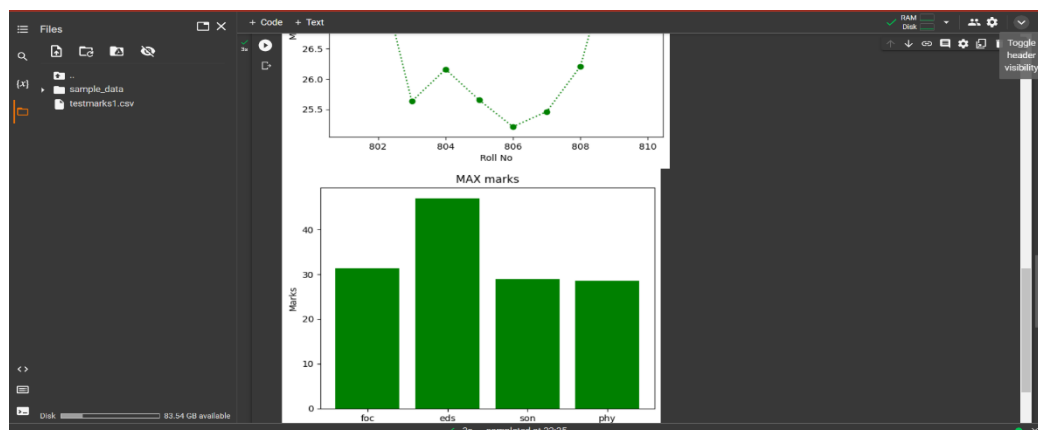 Files
+ Code + Text
RAM
Disk
Toggle
header
visibility
..
{x}
sample_data
testmarks1.csv
26.5
26.0
25.5
802 804 806 808 810
Roll No
MAX marks
Marks
40
30
20
10
0
foc eds son phy
Disk 83.54 GB available